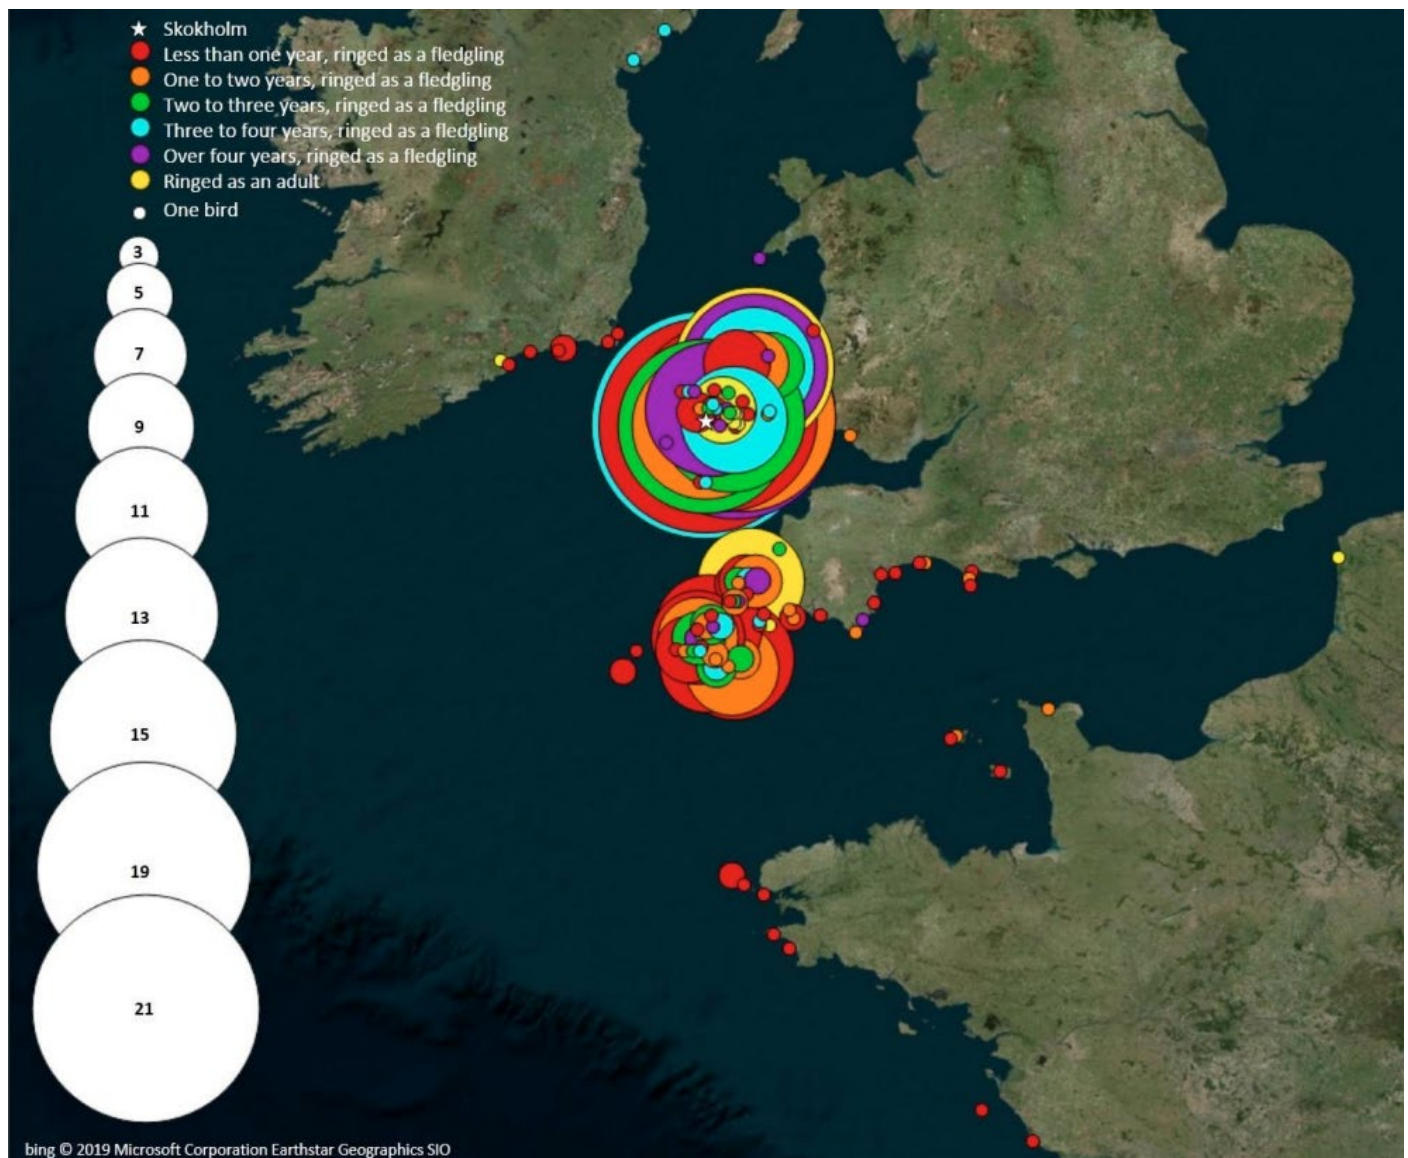 Skokholm
Less than one year, ringed as a fledgling
One to two years, ringed as a fledgling
Two to three years, ringed as a fledgling
Three to four years, ringed as a fledgling
Over four years, ringed as a fledgling
Ringed as an adult
One bird
3
5
7
9
11
13
15
19
21
bing © 2019 Microsoft Corporation Earthstar Geographics SIO